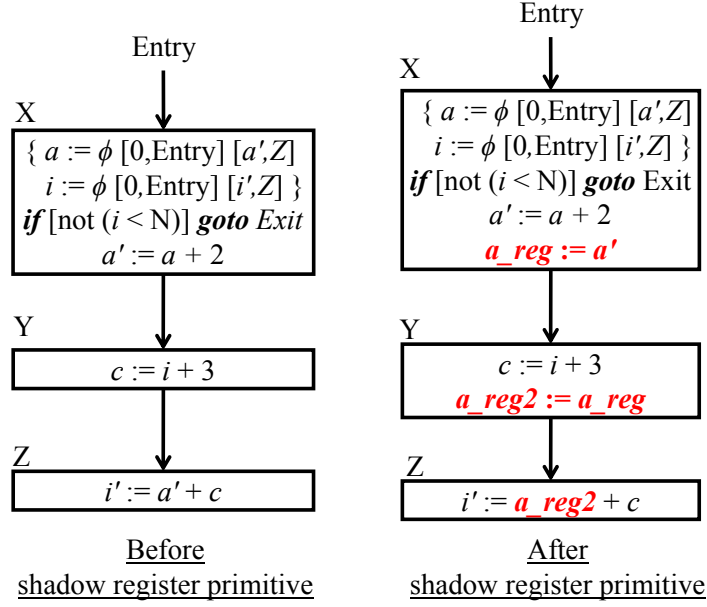 Entry
X
{ a := ϕ [0,Entry] [a′,Z]
i := ϕ [0,Entry] [i′,Z] }
if [not (i < N)] goto Exit
a′ := a + 2
Y
c := i + 3
Z
i′ := a′ + c
Before
shadow register primitive
Entry
X
{ a := ϕ [0,Entry] [a′,Z]
i := ϕ [0,Entry] [i′,Z] }
if [not (i < N)] goto Exit
a′ := a + 2
a_reg := a′
Y
c := i + 3
a_reg2 := a_reg
Z
i′ := a_reg2 + c
After
shadow register primitive